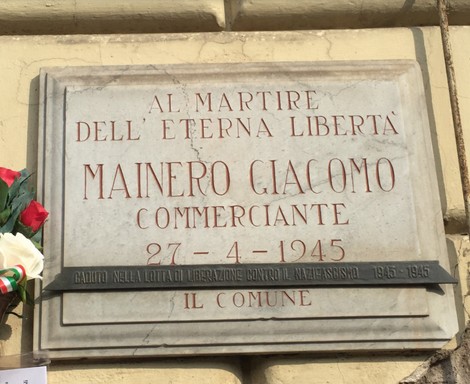 AL MARTIRE
DELL' ETERNA LIBERTÀ
MAINERO GIACOMO
COMMERCIANTE
27 - 4 - 1945
CADUTO NELLA LOTTA DI LIBERAZIONE CONTRO IL NAZIFASCISMO 1943-1945
IL COMUNE